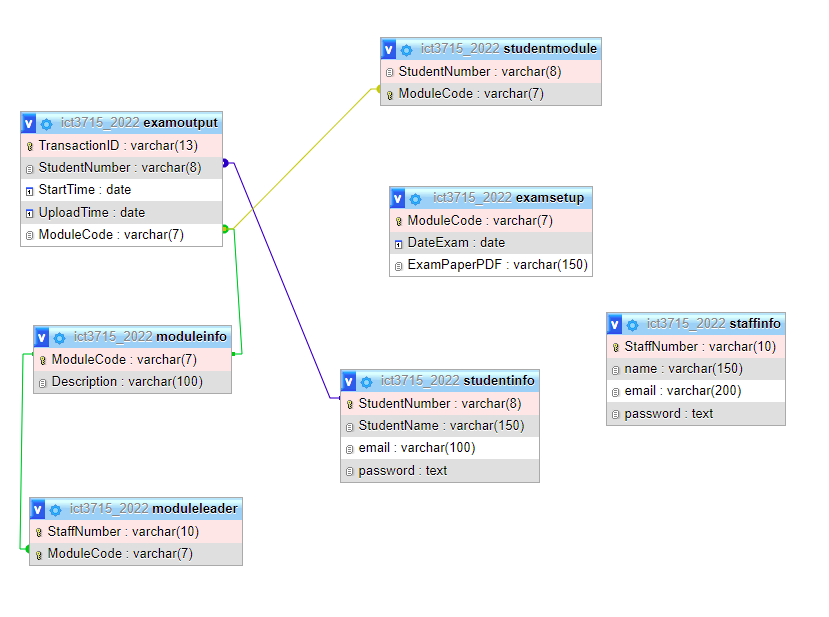 ict3715_2022 studentmodule
StudentNumber : varchar(8)
ModuleCode : varchar(7)
ict3715_2022 examoutput
TransactionID : varchar(13)
StudentNumber : varchar(8)
StartTime : date
UploadTime : date
ModuleCode : varchar(7)
ict3715_2022 examsetup
ModuleCode : varchar(7)
DateExam : date
ExamPaperPDF : varchar(150)
ict3715_2022 moduleinfo
ModuleCode : varchar(7)
Description : varchar(100)
ict3715_2022 staffinfo
StaffNumber : varchar(10)
name : varchar(150)
email : varchar(200)
password : text
ict3715_2022 studentinfo
StudentNumber : varchar(8)
StudentName : varchar(150)
email : varchar(100)
password : text
ict3715_2022 moduleleader
StaffNumber : varchar(10)
ModuleCode : varchar(7)